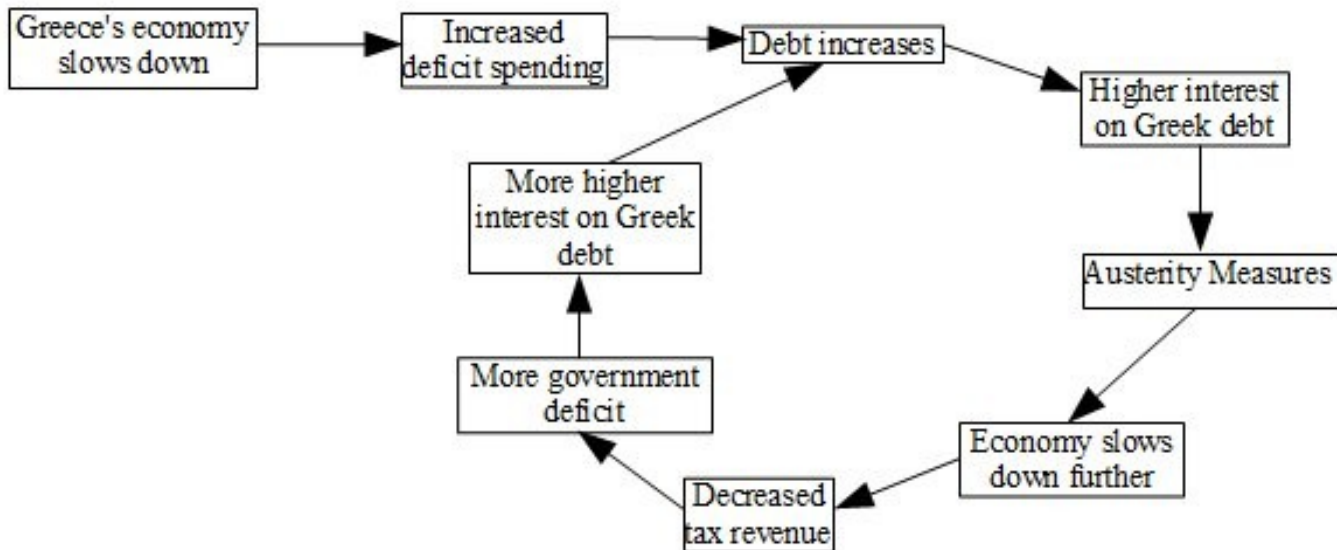 Greece's economy
slows down
Increased
deficit spending
Debt increases
Higher interest
on Greek debt
Austerity Measures
Economy slows
down further
Decreased
tax revenue
More government
deficit
More higher
interest on Greek
debt